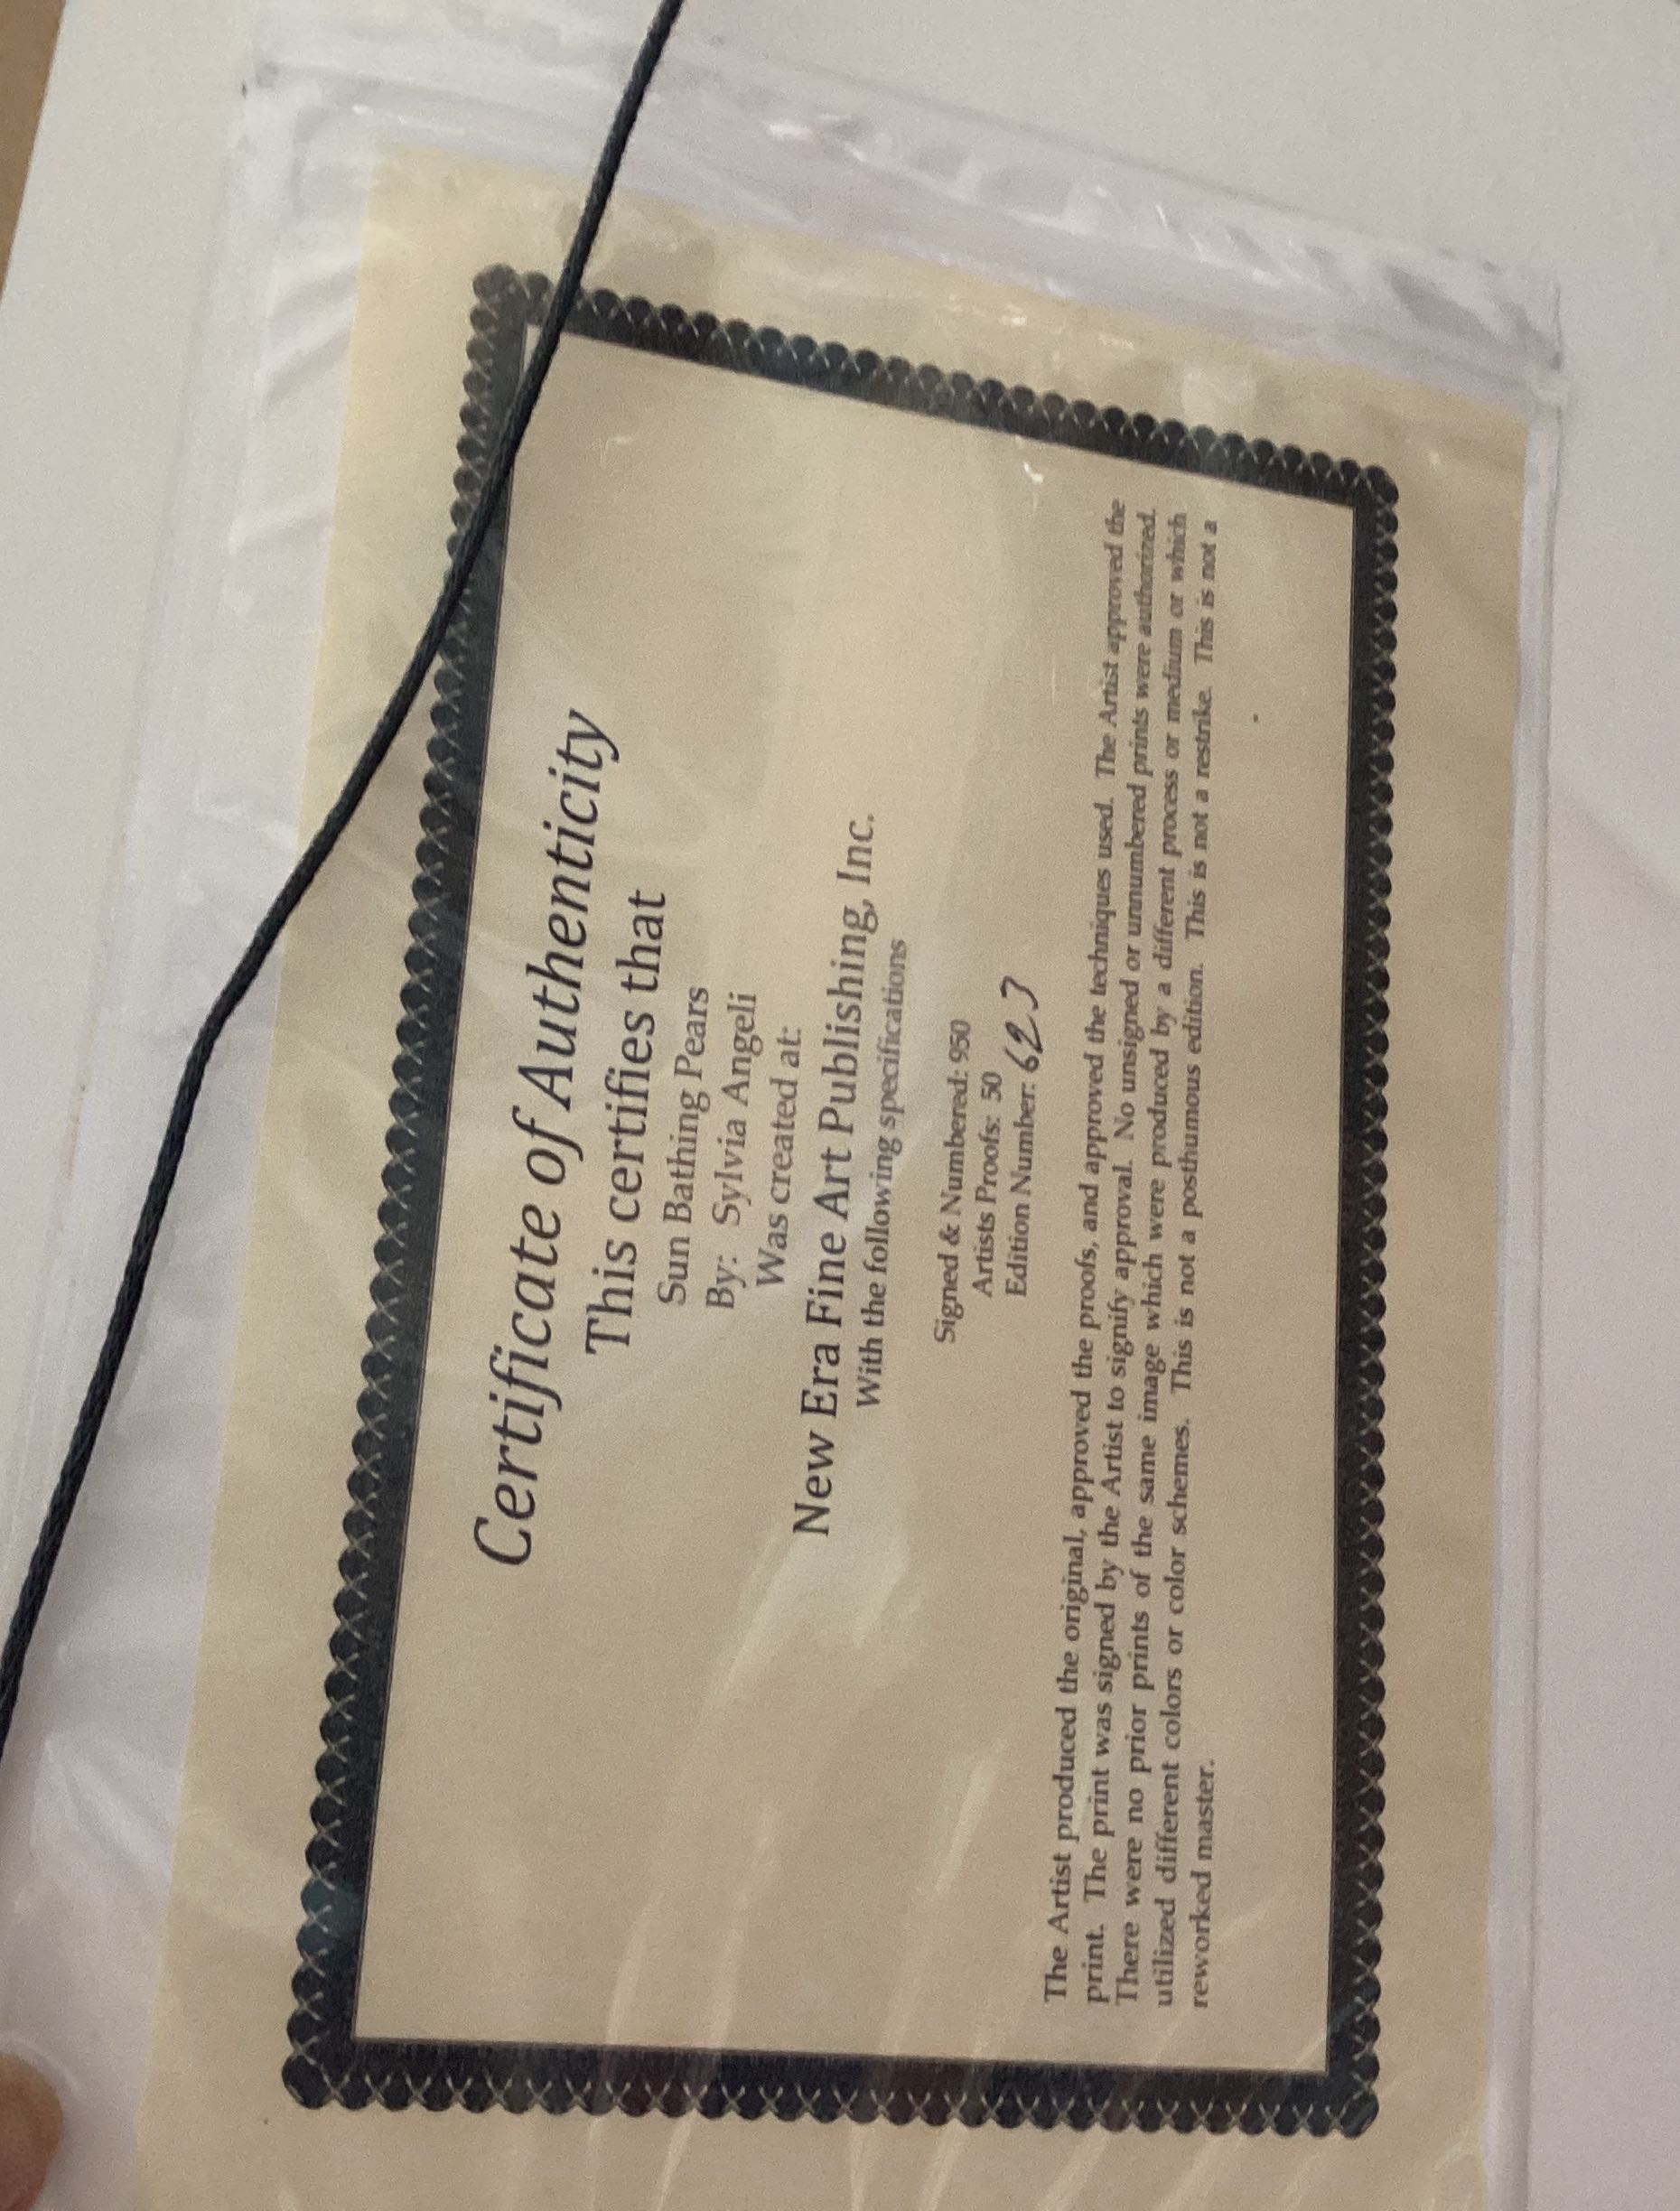 Certificate of Authenticity
This certifies that
Sun Bathing Pears
By: Sylvia Angeli
Was created at:
New Era Fine Art Publishing, Inc.
With the following specifications
Signed & Numbered: 950
Artists Proofs: 50
Edition Number: 623
The Artist produced the original, approved the proofs, and approved the techniques used. The Artist approved the
print. The print was signed by the Artist to signify approval. No unsigned or unnumbered prints were authorized.
There were no prior prints of the same image which were produced by a different process or medium or which
utilized different colors or color schemes. This is not a posthumous edition. This is not a restrike. This is not a
reworked master.